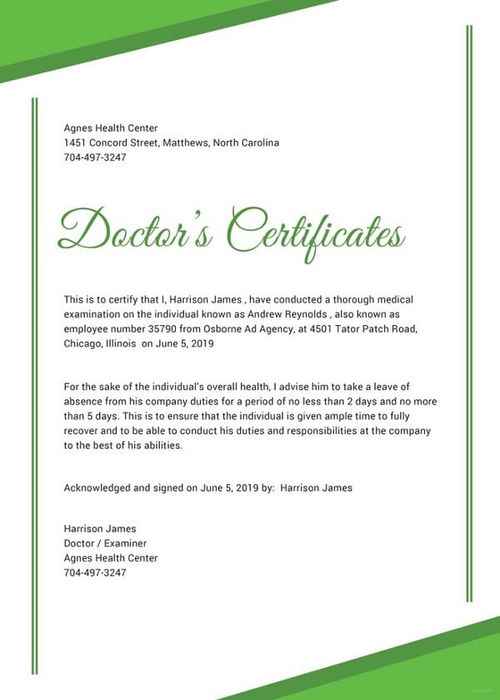 Agnes Health Center
1451 Concord Street, Matthews, North Carolina
704-497-3247
Doctor's Certificates
This is to certify that I, Harrison James , have conducted a thorough medical
examination on the individual known as Andrew Reynolds , also known as
employee number 35790 from Osborne Ad Agency, at 4501 Tator Patch Road,
Chicago, Illinois  on June 5, 2019
For the sake of the individual's overall health, I advise him to take a leave of
absence from his company duties for a period of no less than 2 days and no more
than 5 days. This is to ensure that the individual is given ample time to fully
recover and to be able to conduct his duties and responsibilities at the company
to the best of his abilities.
Acknowledged and signed on June 5, 2019 by:  Harrison James
Harrison James
Doctor / Examiner
Agnes Health Center
704-497-3247